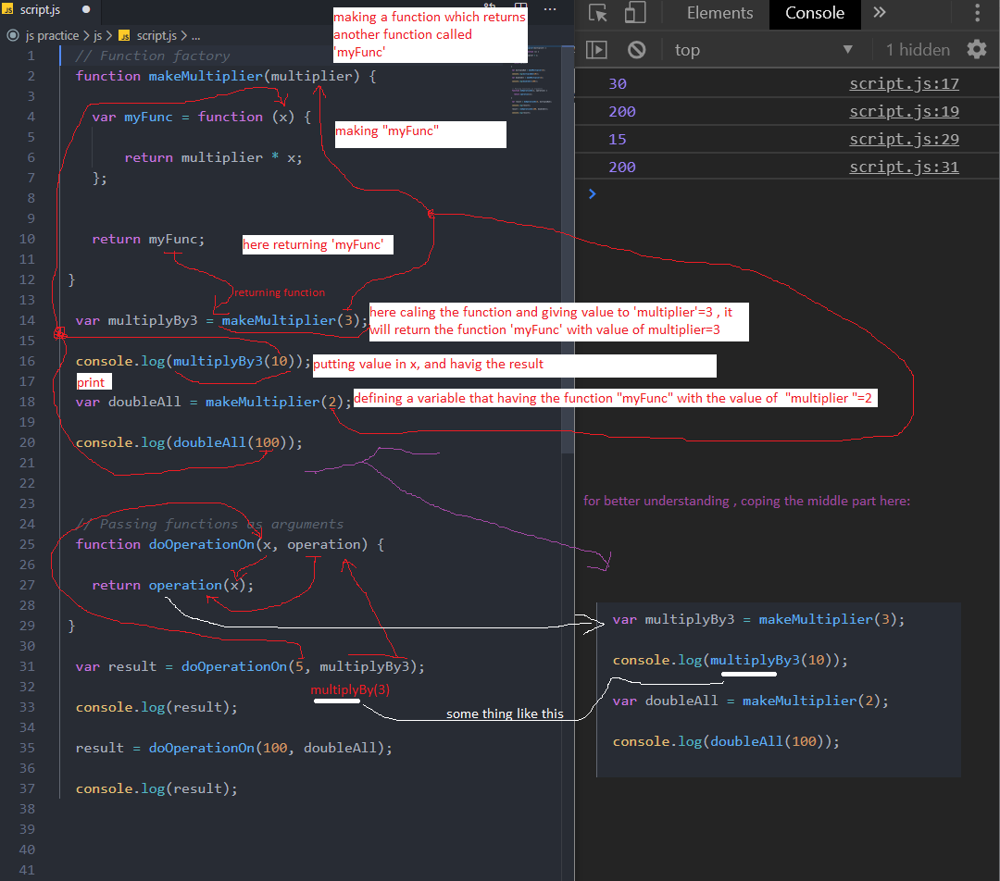 script.js
js practice > js > script.js > ...
making a function which returns
another function called
'myFunc'
1 // Function factory
2 function makeMultiplier(multiplier) {
3
4 var myFunc = function (x) {
5
making "myFunc"
6 return multiplier * x;
7 };
8
9
10 return myFunc;
here returning 'myFunc'
11
12 }
returning function
13
14 var multiplyBy3 = makeMultiplier(3);
here caling the function and giving value to 'multiplier'=3 , it
will return the function 'myFunc' with value of multiplier=3
15
16 console.log(multiplyBy3(10));
putting value in x, and havig the result
17
print
18 var doubleAll = makeMultiplier(2);
defining a variable that having the function "myFunc" with the value of "multiplier "=2
19
20 console.log(doubleAll(100));
21
22
23
24 // Passing functions as arguments
25 function doOperationOn(x, operation) {
26
27 return operation(x);
28
29 }
30
31 var result = doOperationOn(5, multiplyBy3);
32
multiplyBy(3)
33 console.log(result);
some thing like this
34
35 result = doOperationOn(100, doubleAll);
36
37 console.log(result);
38
39
40
41
Elements Console
top 1 hidden
30 script.js:17
200 script.js:19
15 script.js:29
200 script.js:31
for better understanding , coping the middle part here:
var multiplyBy3 = makeMultiplier(3);
console.log(multiplyBy3(10));
var doubleAll = makeMultiplier(2);
console.log(doubleAll(100));